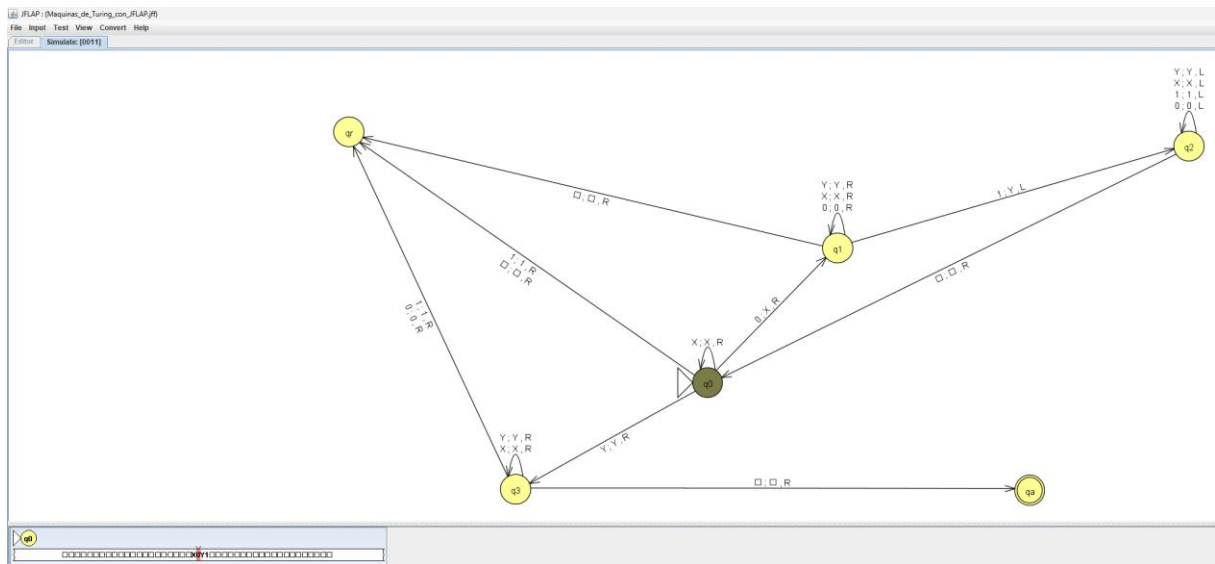 JFLAP : (Maquinas_de_Turing_con_JFLAP.jff)
File Input Test View Convert Help
Editor Simulate: [0011]
Y ; Y , L
X ; X , L
1 ; 1 , L
0 ; 0 , L
qr
q2
Y ; Y , R
X ; X , R
0 ; 0 , R
□ ; □ , R
1 ; Y , L
q1
1 ; 1 , R
□ ; □ , R
□ ; □ , R
1 ; 1 , R
0 ; 0 , R
0 ; X , R
X ; X , R
q0
Y ; Y , R
X ; X , R
Y ; Y , R
□ ; □ , R
q3
qa
q0